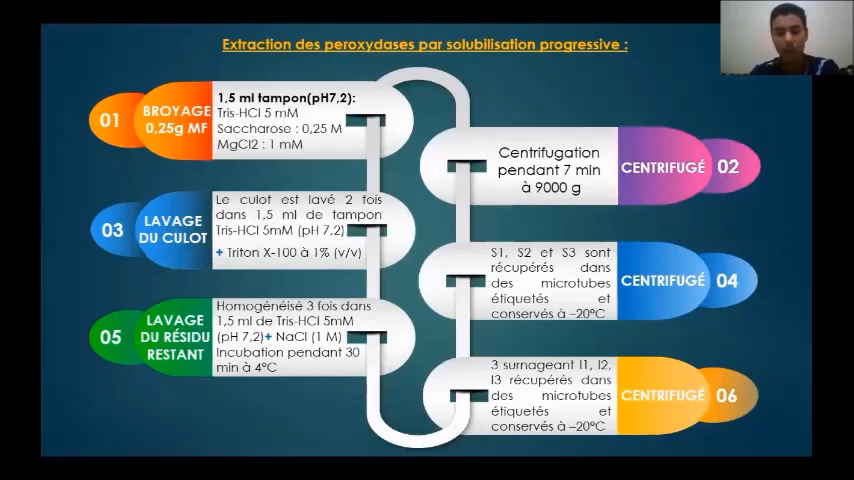 Extraction des peroxydases par solubilisation progressive :
01
BROYAGE
0,25g MF
1,5 ml tampon(pH7,2):
Tris-HCl 5 mM
Saccharose : 0,25 M
MgCl2 : 1 mM
Centrifugation
pendant 7 min
à 9000 g
CENTRIFUGÉ
02
03
LAVAGE
DU CULOT
Le culot est lavé 2 fois
dans 1,5 ml de tampon
Tris-HCl 5mM (pH 7,2)
+ Triton X-100 à 1% (v/v)
S1, S2 et S3 sont
récupérés dans
des microtubes
étiquetés et
conservés à –20°C
CENTRIFUGÉ
04
05
LAVAGE
DU RÉSIDU
RESTANT
Homogénéisé 3 fois dans
1,5 ml de Tris-HCl 5mM
(pH 7,2)+ NaCl (1 M)
Incubation pendant 30
min à 4°C
3 surnageant I1, I2,
I3 récupérés dans
des microtubes
étiquetés et
conservés à –20°C
CENTRIFUGÉ
06